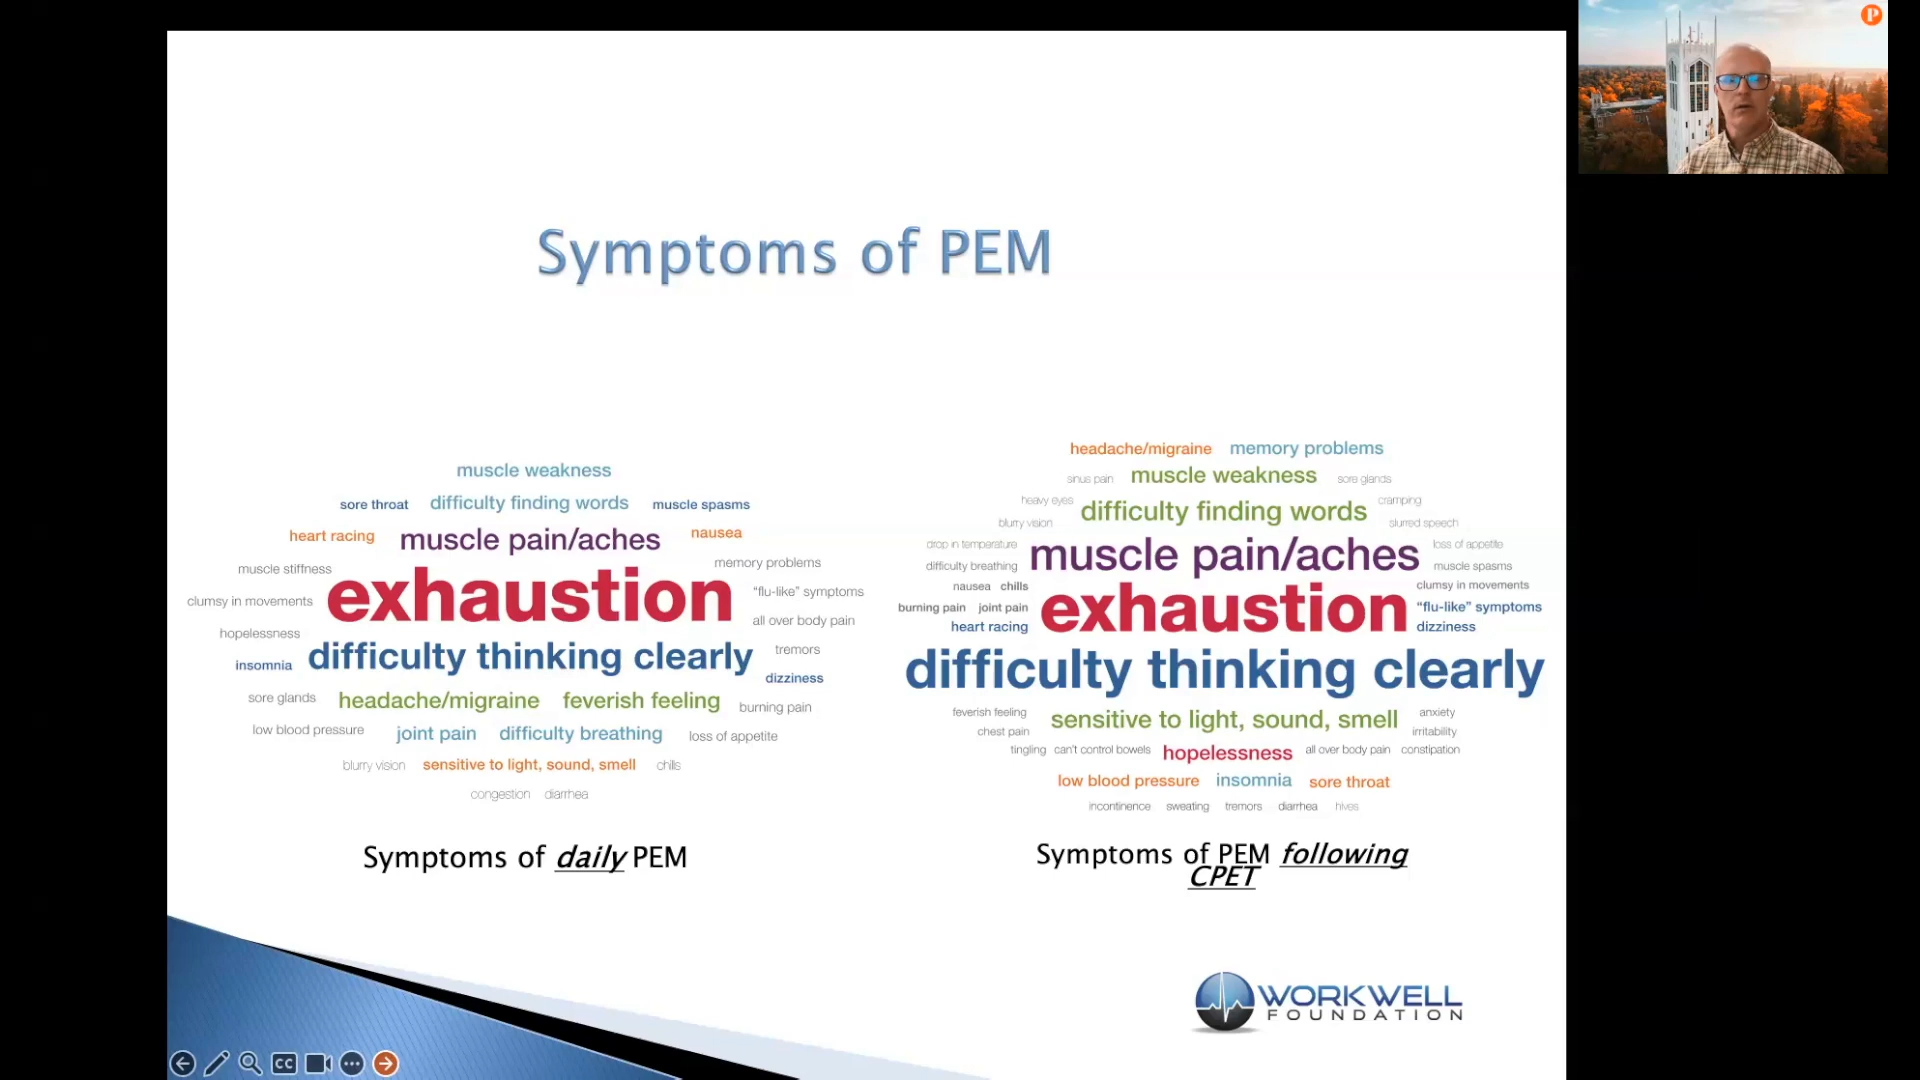 P
Symptoms of PEM
muscle weakness
sore throat difficulty finding words muscle spasms
heart racing muscle pain/aches nausea
muscle stiffness memory problems
clumsy in movements exhaustion "flu-like" symptoms
hopelessness all over body pain
insomnia difficulty thinking clearly tremors
dizziness
sore glands headache/migraine feverish feeling burning pain
low blood pressure joint pain difficulty breathing loss of appetite
blurry vision sensitive to light, sound, smell chills
congestion diarrhea
Symptoms of daily PEM
headache/migraine memory problems
sinus pain muscle weakness sore glands
heavy eyes difficulty finding words cramping
blurry vision slurred speech
drop in temperature muscle pain/aches loss of appetite
difficulty breathing muscle spasms
nausea chills exhaustion clumsy in movements
burning pain joint pain "flu-like" symptoms
heart racing dizziness
difficulty thinking clearly
feverish feeling sensitive to light, sound, smell anxiety
chest pain irritability
tingling can't control bowels hopelessness all over body pain constipation
low blood pressure insomnia sore throat
incontinence sweating tremors diarrhea hives
Symptoms of PEM following
CPET
WORKWELL
FOUNDATION
CC